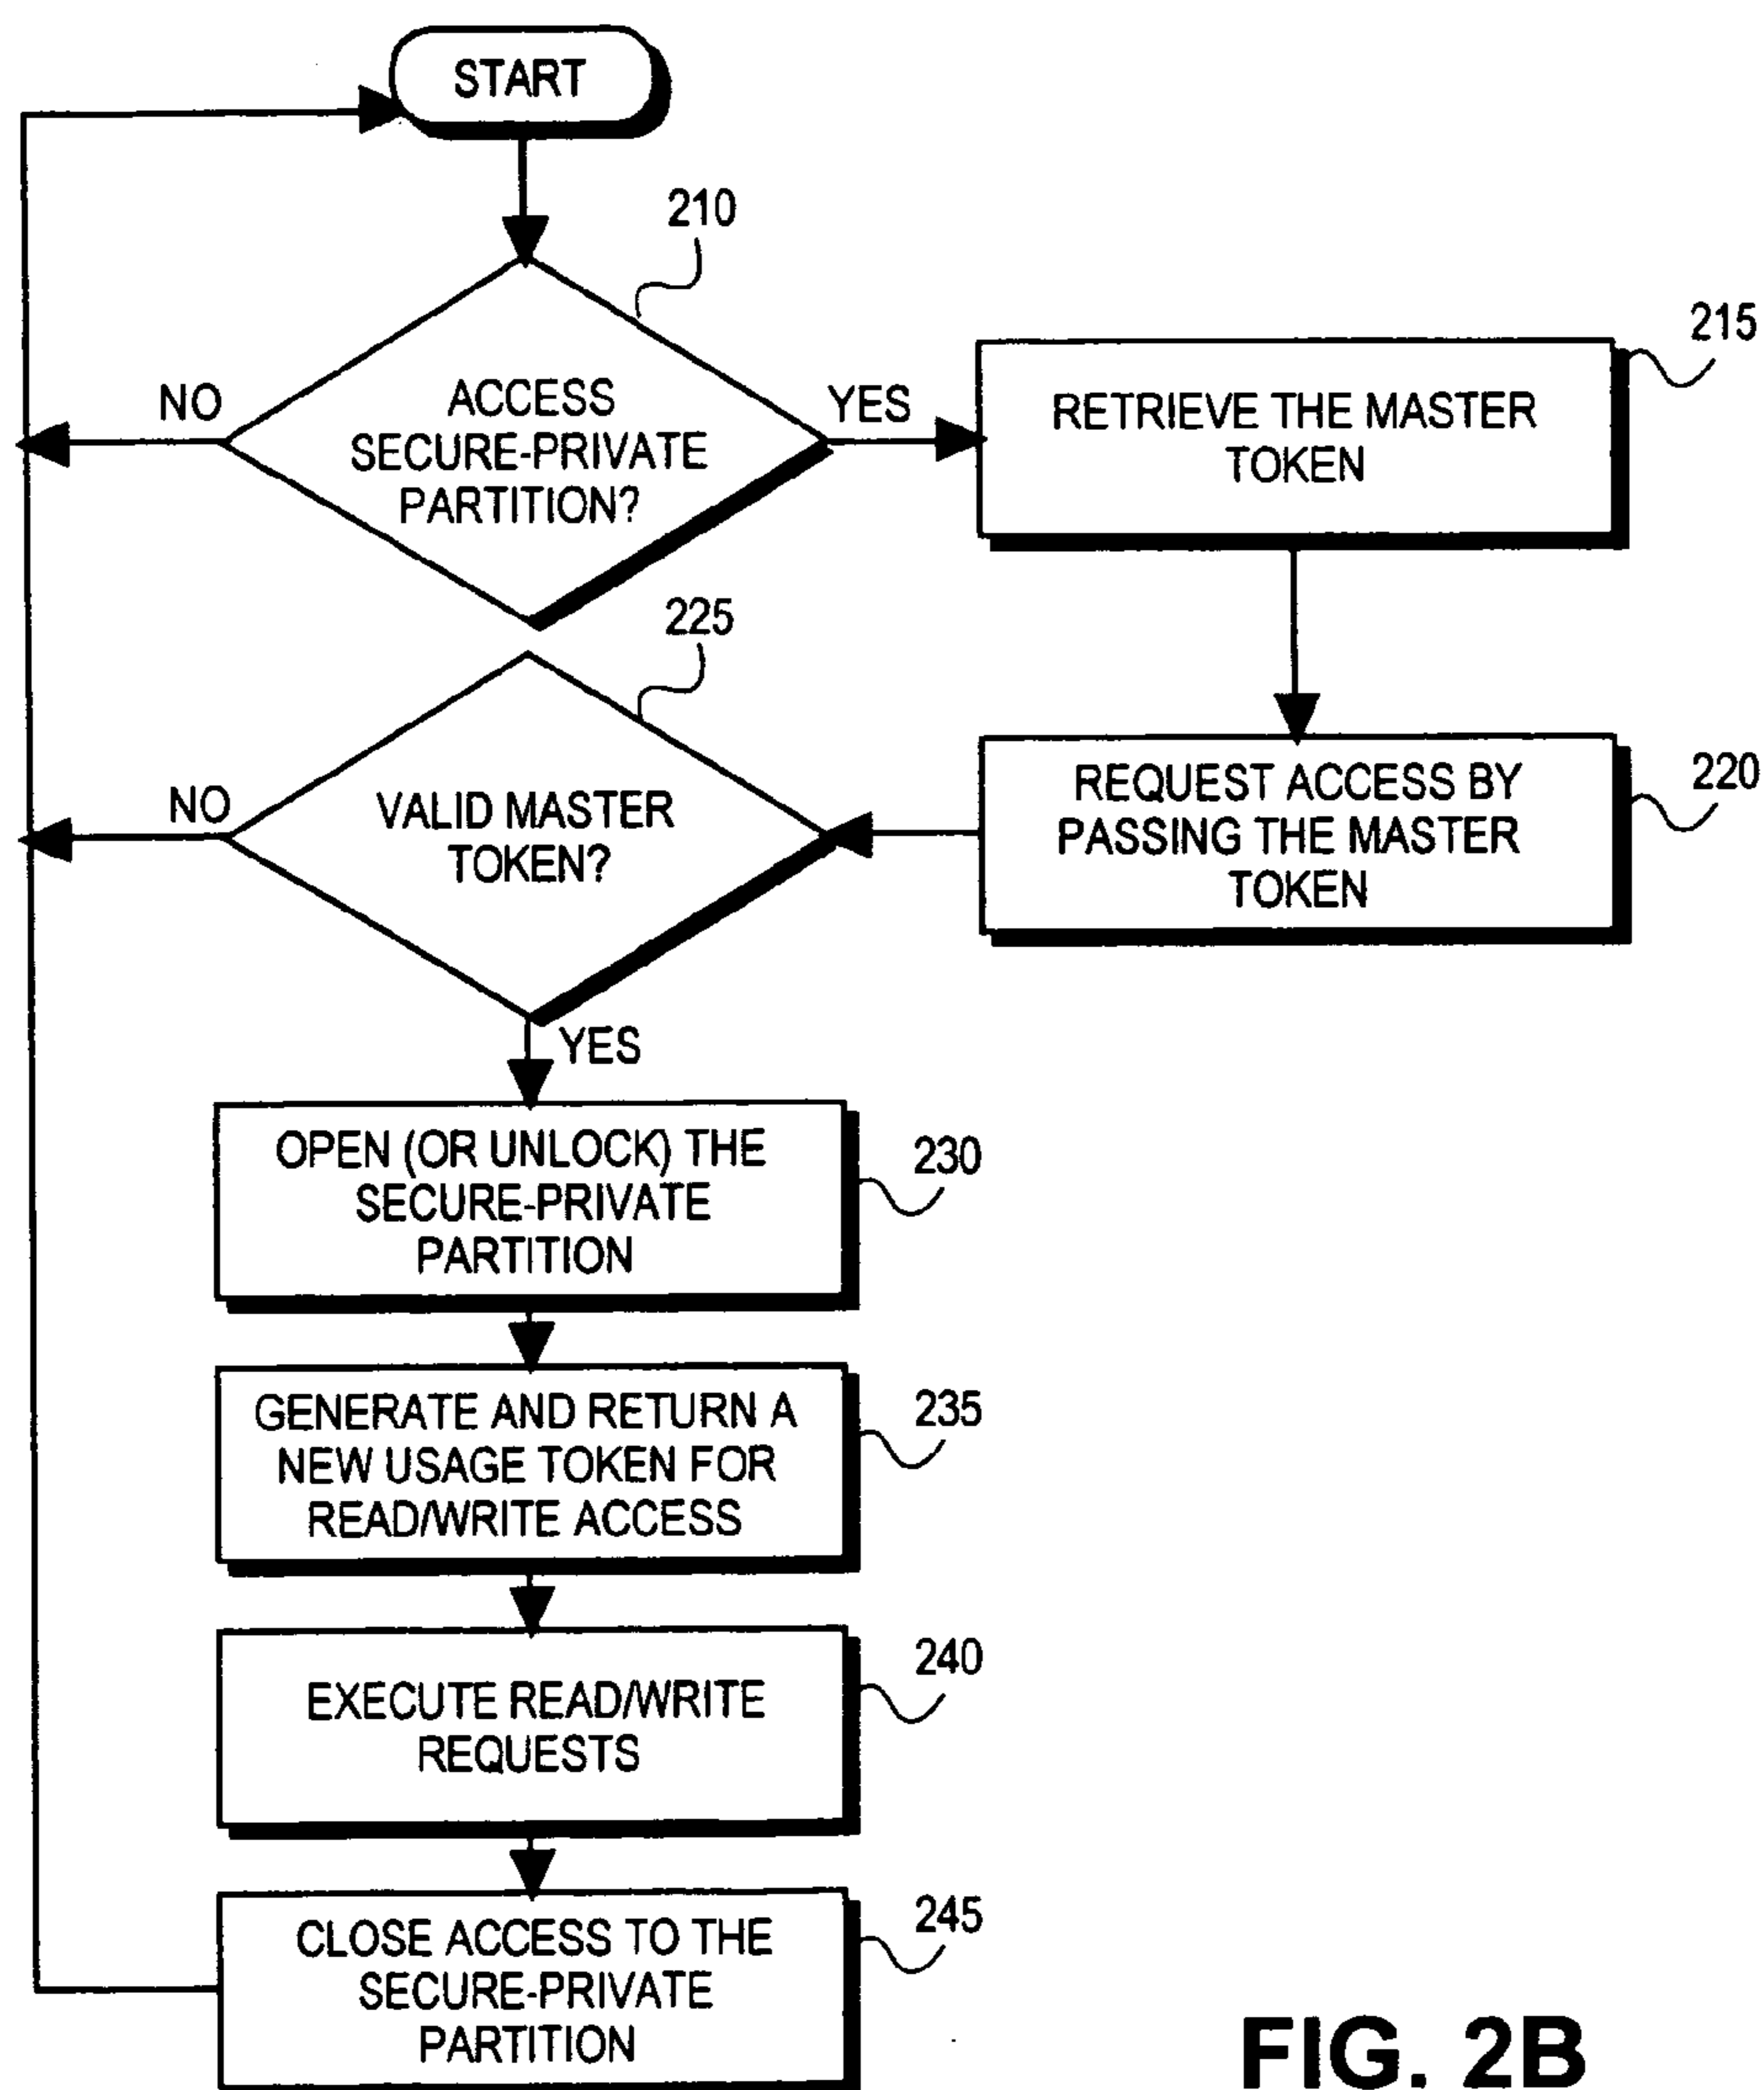 START
210
ACCESS
SECURE-PRIVATE
PARTITION?
NO
YES
215
RETRIEVE THE MASTER
TOKEN
220
REQUEST ACCESS BY
PASSING THE MASTER
TOKEN
225
VALID MASTER
TOKEN?
NO
YES
230
OPEN (OR UNLOCK) THE
SECURE-PRIVATE
PARTITION
235
GENERATE AND RETURN A
NEW USAGE TOKEN FOR
READ/WRITE ACCESS
240
EXECUTE READ/WRITE
REQUESTS
245
CLOSE ACCESS TO THE
SECURE-PRIVATE
PARTITION
FIG. 2B